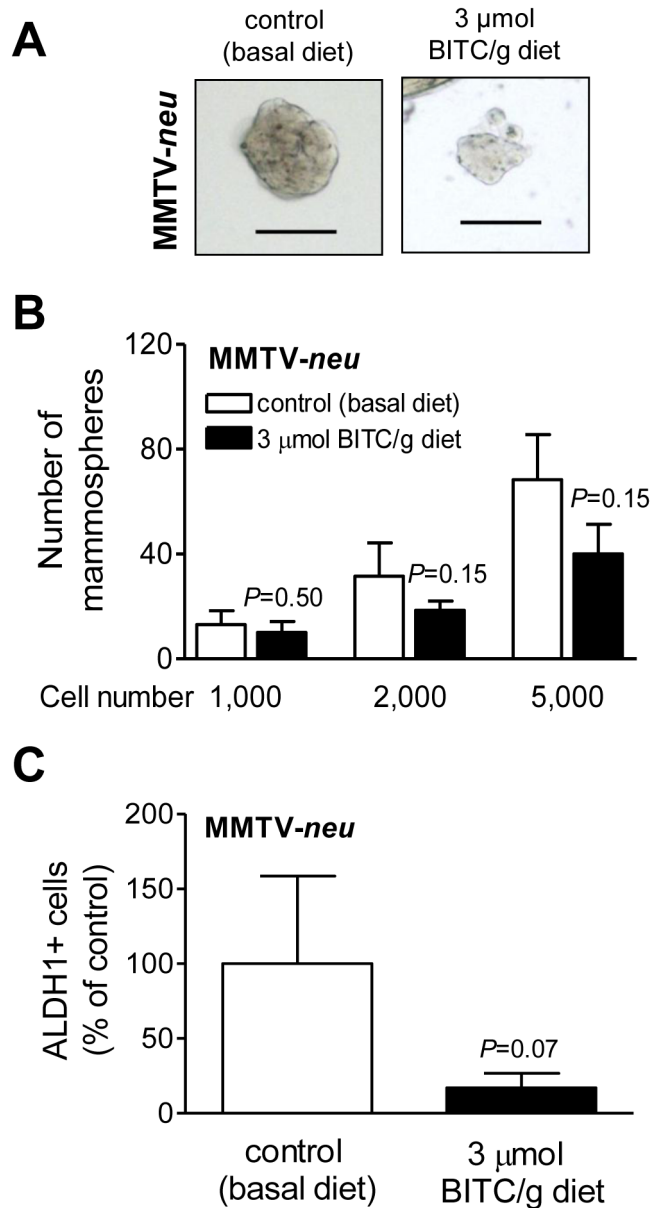 A
control
(basal diet)
3 µmol
BITC/g diet
MMTV-neu
B
Number of
mammospheres
120
80
40
0
MMTV-neu
control (basal diet)
3 µmol BITC/g diet
P=0.50
P=0.15
P=0.15
Cell number 1,000 2,000 5,000
C
ALDH1+ cells
(% of control)
200
150
100
50
0
MMTV-neu
P=0.07
control
(basal diet)
3 µmol
BITC/g diet